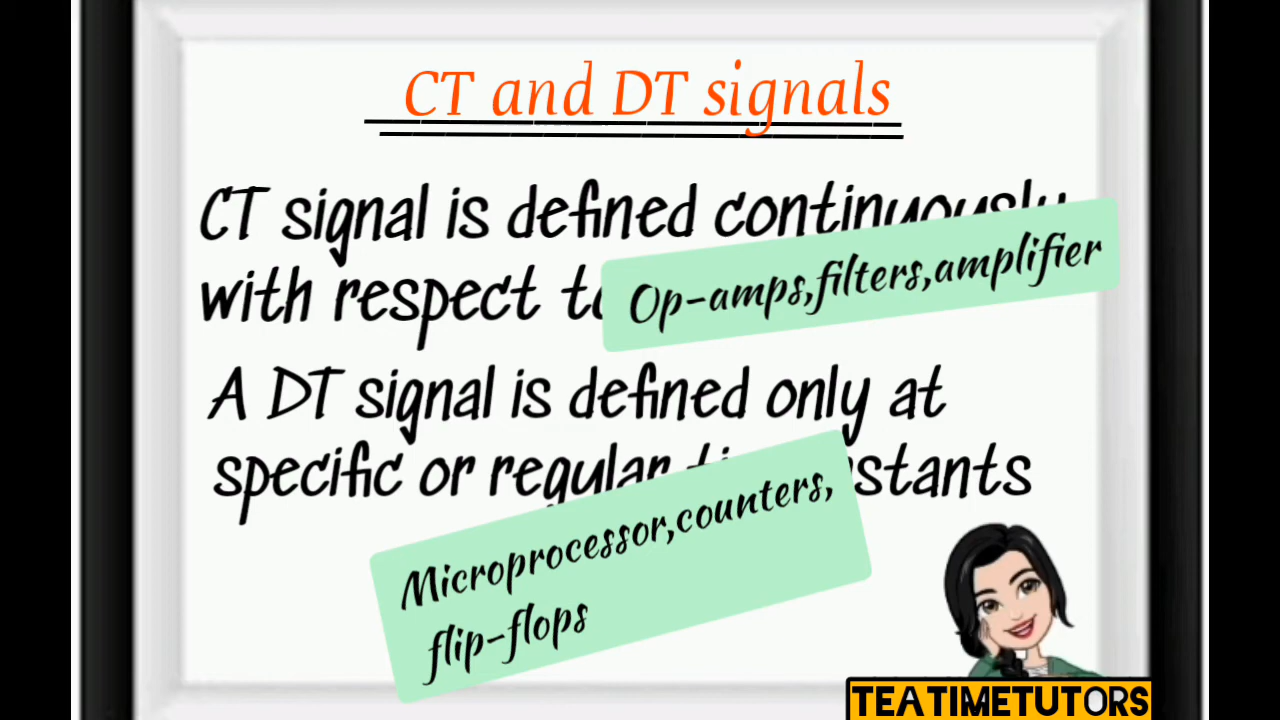 CT and DT signals
CT signal is defined continuously
with respect to
Op-amps,filters,amplifier
A DT signal is defined only at
specific or regular
Microprocessor,counters,
flip-flops
TEATIMETUTORS